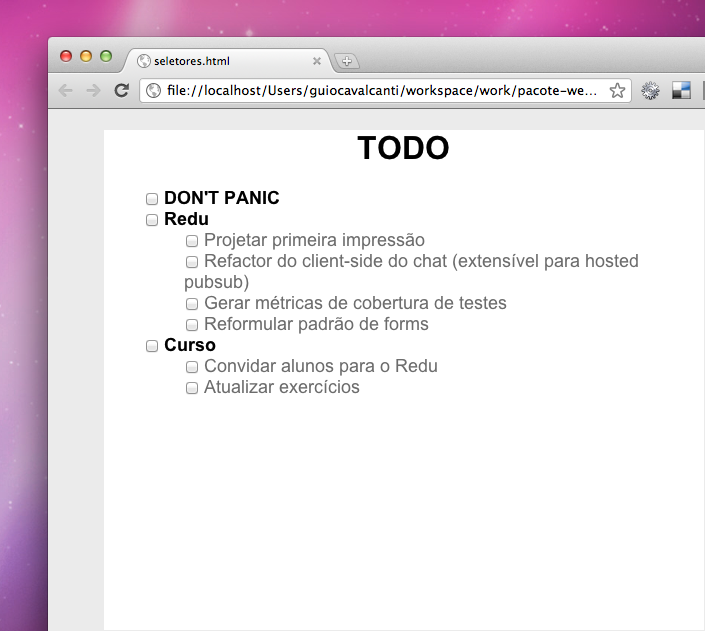 seletores.html
file://localhost/Users/guiocavalcanti/workspace/work/pacote-we...
TODO
DON'T PANIC
Redu
Projetar primeira impressão
Refactor do client-side do chat (extensível para hosted
pubsub)
Gerar métricas de cobertura de testes
Reformular padrão de forms
Curso
Convidar alunos para o Redu
Atualizar exercícios